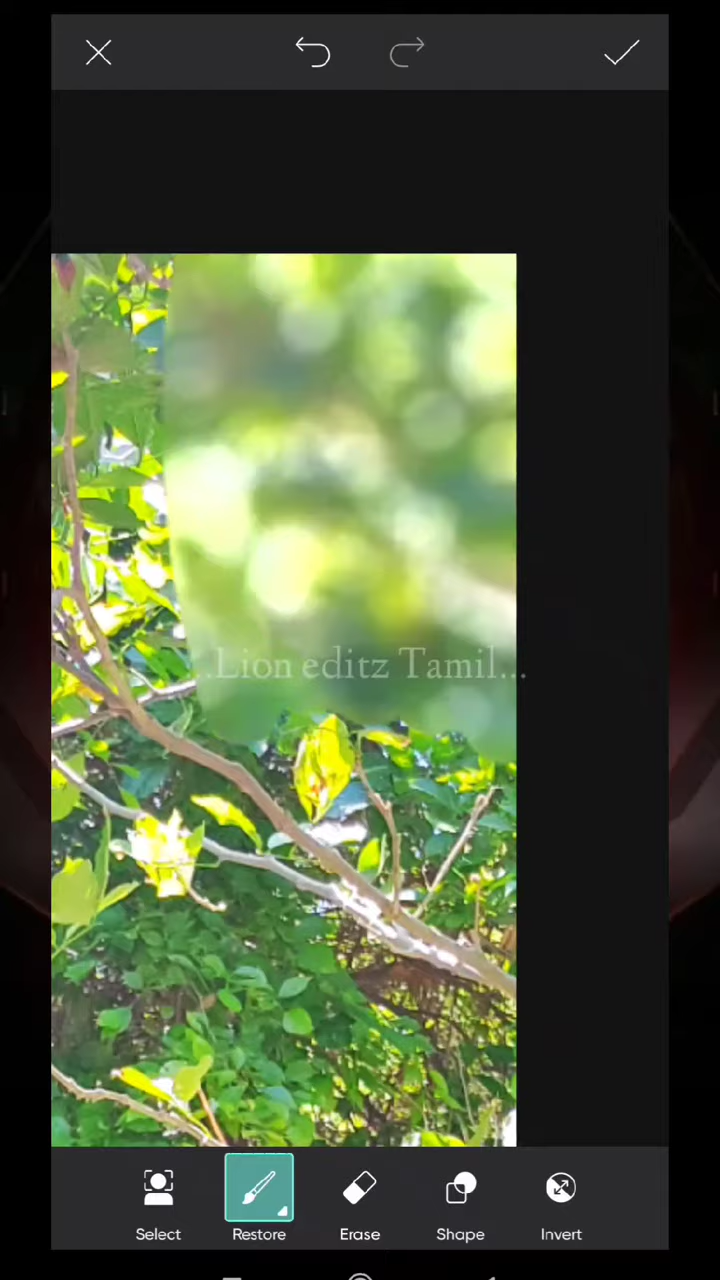 ..Lion editz Tamil...
Select
Restore
Erase
Shape
Invert